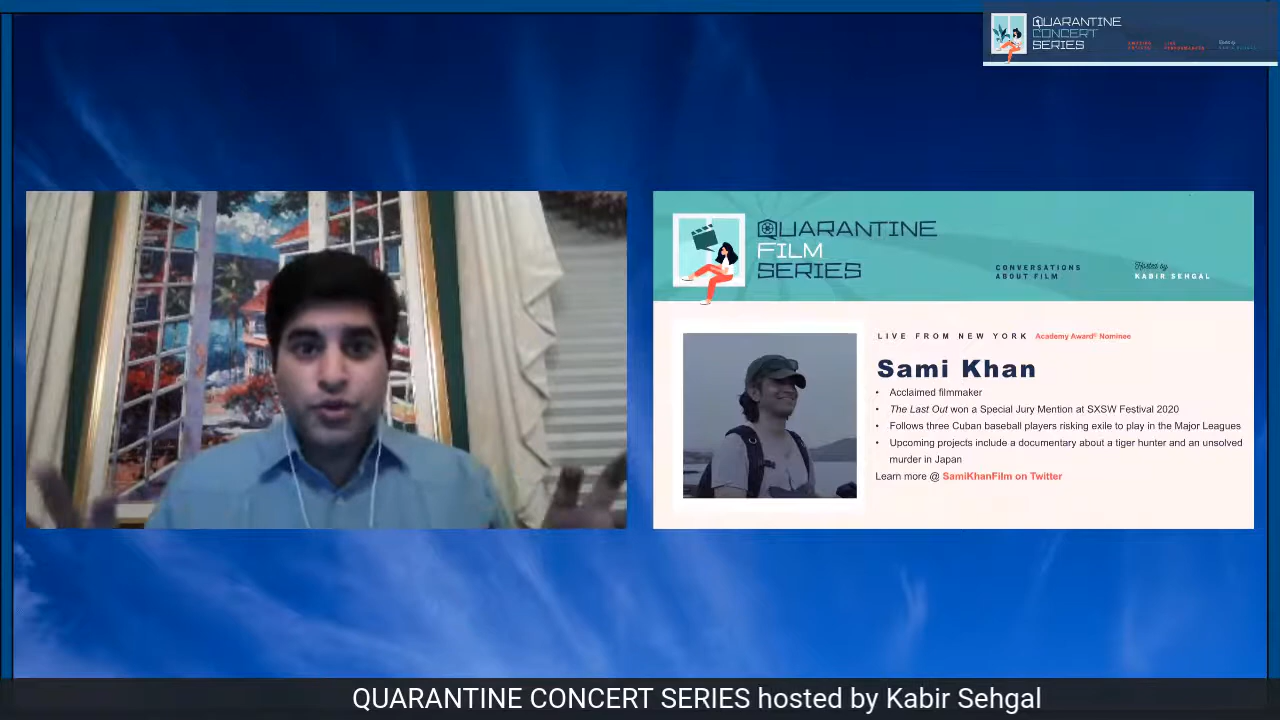 QUARANTINE
CONCERT
SERIES
QUARANTINE
FILM
SERIES
CONVERSATIONS
ABOUT FILM
Hosted by
KABIR SEHGAL
LIVE FROM NEW YORK Academy Award® Nominee
Sami Khan
• Acclaimed filmmaker
• The Last Out won a Special Jury Mention at SXSW Festival 2020
• Follows three Cuban baseball players risking exile to play in the Major Leagues
• Upcoming projects include a documentary about a tiger hunter and an unsolved
murder in Japan
Learn more @ SamiKhanFilm on Twitter
QUARANTINE CONCERT SERIES hosted by Kabir Sehgal